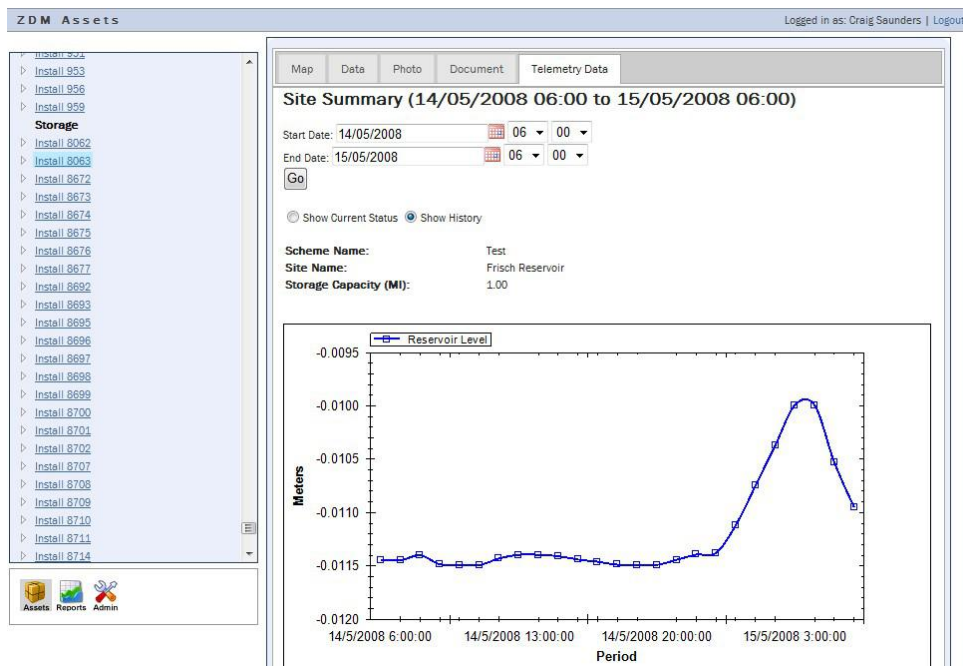 ZDM Assets
Logged in as: Craig Saunders | Logout
Install 951
Install 953
Install 956
Install 959
Storage
Install 8062
Install 8063
Install 8672
Install 8673
Install 8674
Install 8675
Install 8676
Install 8677
Install 8692
Install 8693
Install 8695
Install 8696
Install 8697
Install 8698
Install 8699
Install 8700
Install 8701
Install 8702
Install 8707
Install 8708
Install 8709
Install 8710
Install 8711
Install 8714
Assets Reports Admin
Map Data Photo Document Telemetry Data
Site Summary (14/05/2008 06:00 to 15/05/2008 06:00)
Start Date: 14/05/2008 06 00
End Date: 15/05/2008 06 00
Go
Show Current Status Show History
Scheme Name: Test
Site Name: Frisch Reservoir
Storage Capacity (Ml): 1.00
Reservoir Level
-0.0095
-0.0100
-0.0105
-0.0110
-0.0115
-0.0120
Meters
14/5/2008 6:00:00 14/5/2008 13:00:00 14/5/2008 20:00:00 15/5/2008 3:00:00
Period